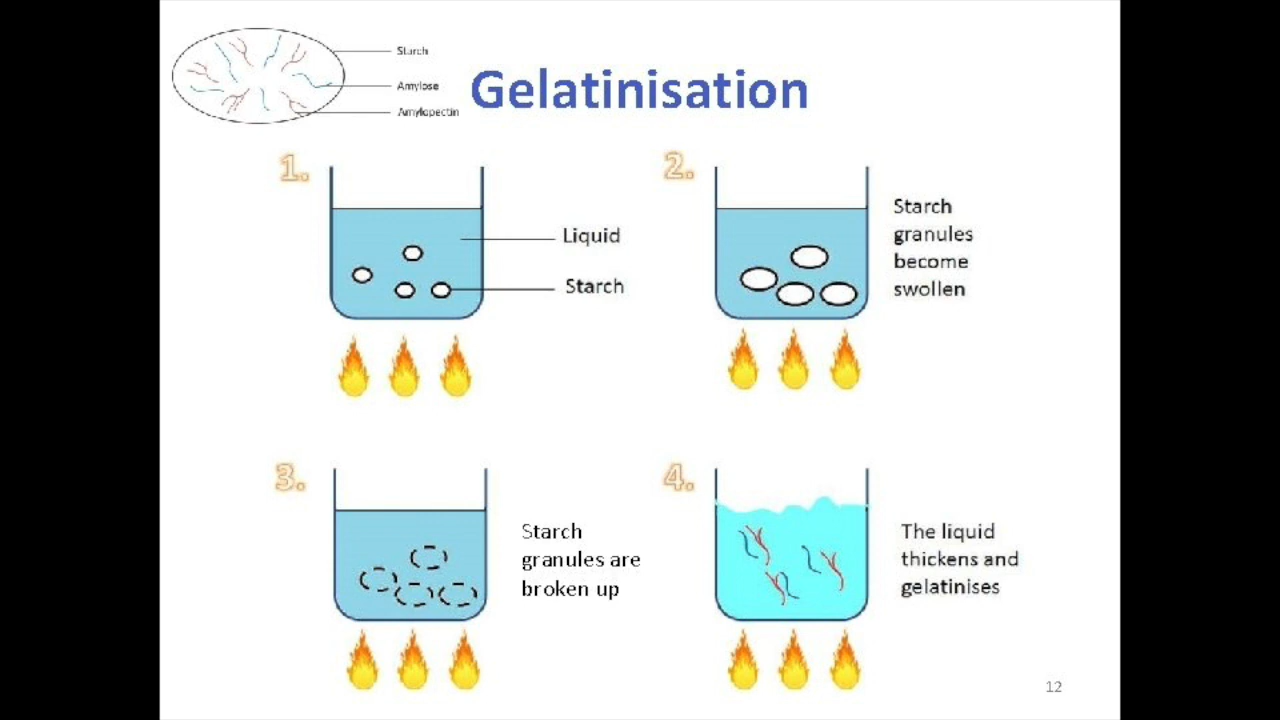 Starch
Amylose
Amylopectin
Gelatinisation
1.
Liquid
Starch
2.
Starch
granules
become
swollen
3.
Starch
granules are
broken up
4.
The liquid
thickens and
gelatinises
12